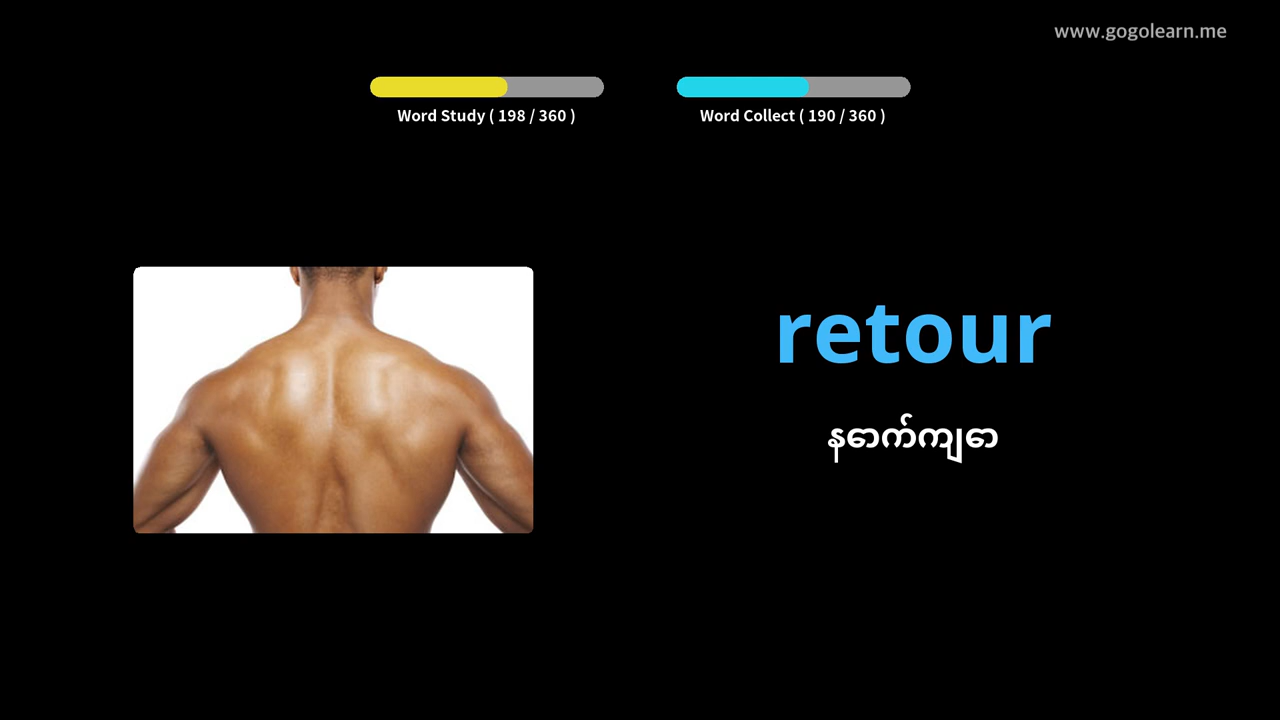 www.gogolearn.me
Word Study ( 198 / 360 )
Word Collect ( 190 / 360 )
retour
နောက်ကျော